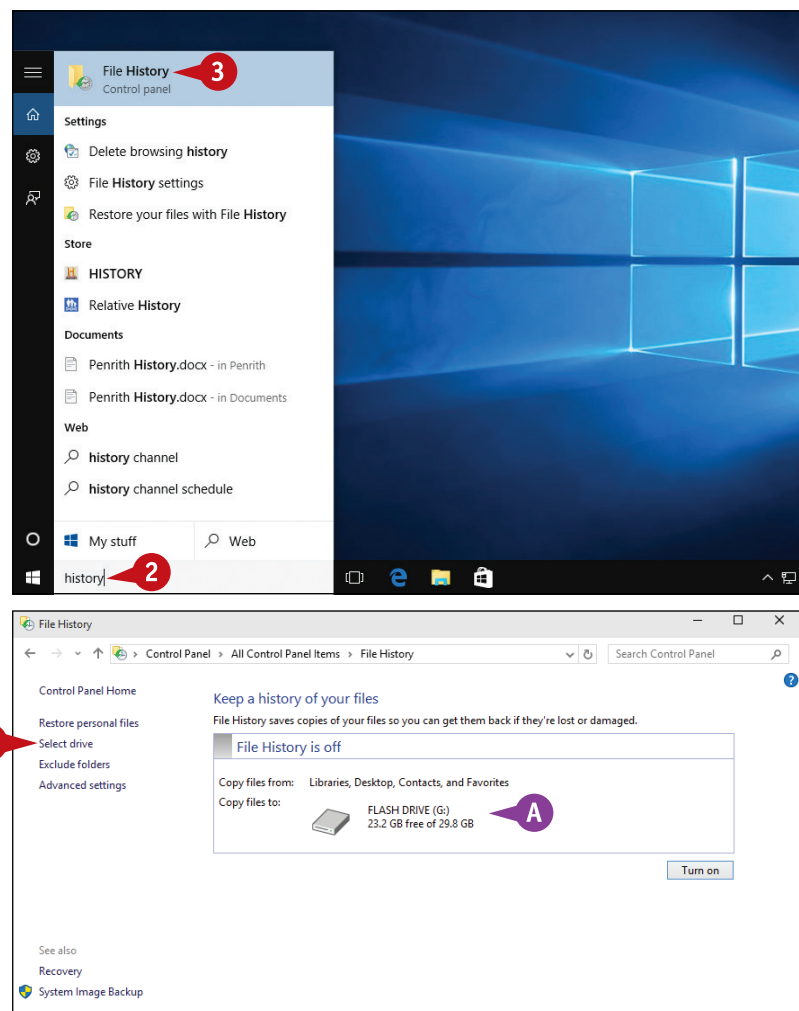 File History
Control panel
3
Settings
Delete browsing history
File History settings
Restore your files with File History
Store
HISTORY
Relative History
Documents
Penrith History.docx - in Penrith
Penrith History.docx - in Documents
Web
history channel
history channel schedule
My stuff
Web
history
2
File History
Control Panel > All Control Panel Items > File History
Search Control Panel
?
Control Panel Home
Restore personal files
Select drive
Exclude folders
Advanced settings
Keep a history of your files
File History saves copies of your files so you can get them back if they're lost or damaged.
File History is off
Copy files from: Libraries, Desktop, Contacts, and Favorites
Copy files to:
FLASH DRIVE (G:)
23.2 GB free of 29.8 GB
A
Turn on
See also
Recovery
System Image Backup